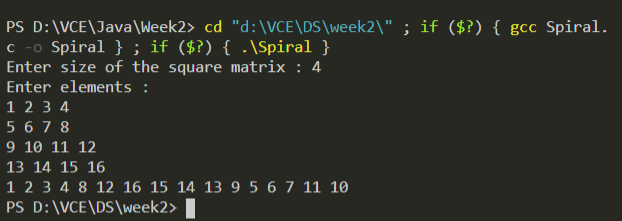 PS D:\VCE\Java\Week2> cd "d:\VCE\DS\week2\" ; if ($?) { gcc Spiral.
c -o Spiral } ; if ($?) { .\Spiral }
Enter size of the square matrix : 4
Enter elements :
1 2 3 4
5 6 7 8
9 10 11 12
13 14 15 16
1 2 3 4 8 12 16 15 14 13 9 5 6 7 11 10
PS D:\VCE\DS\week2>